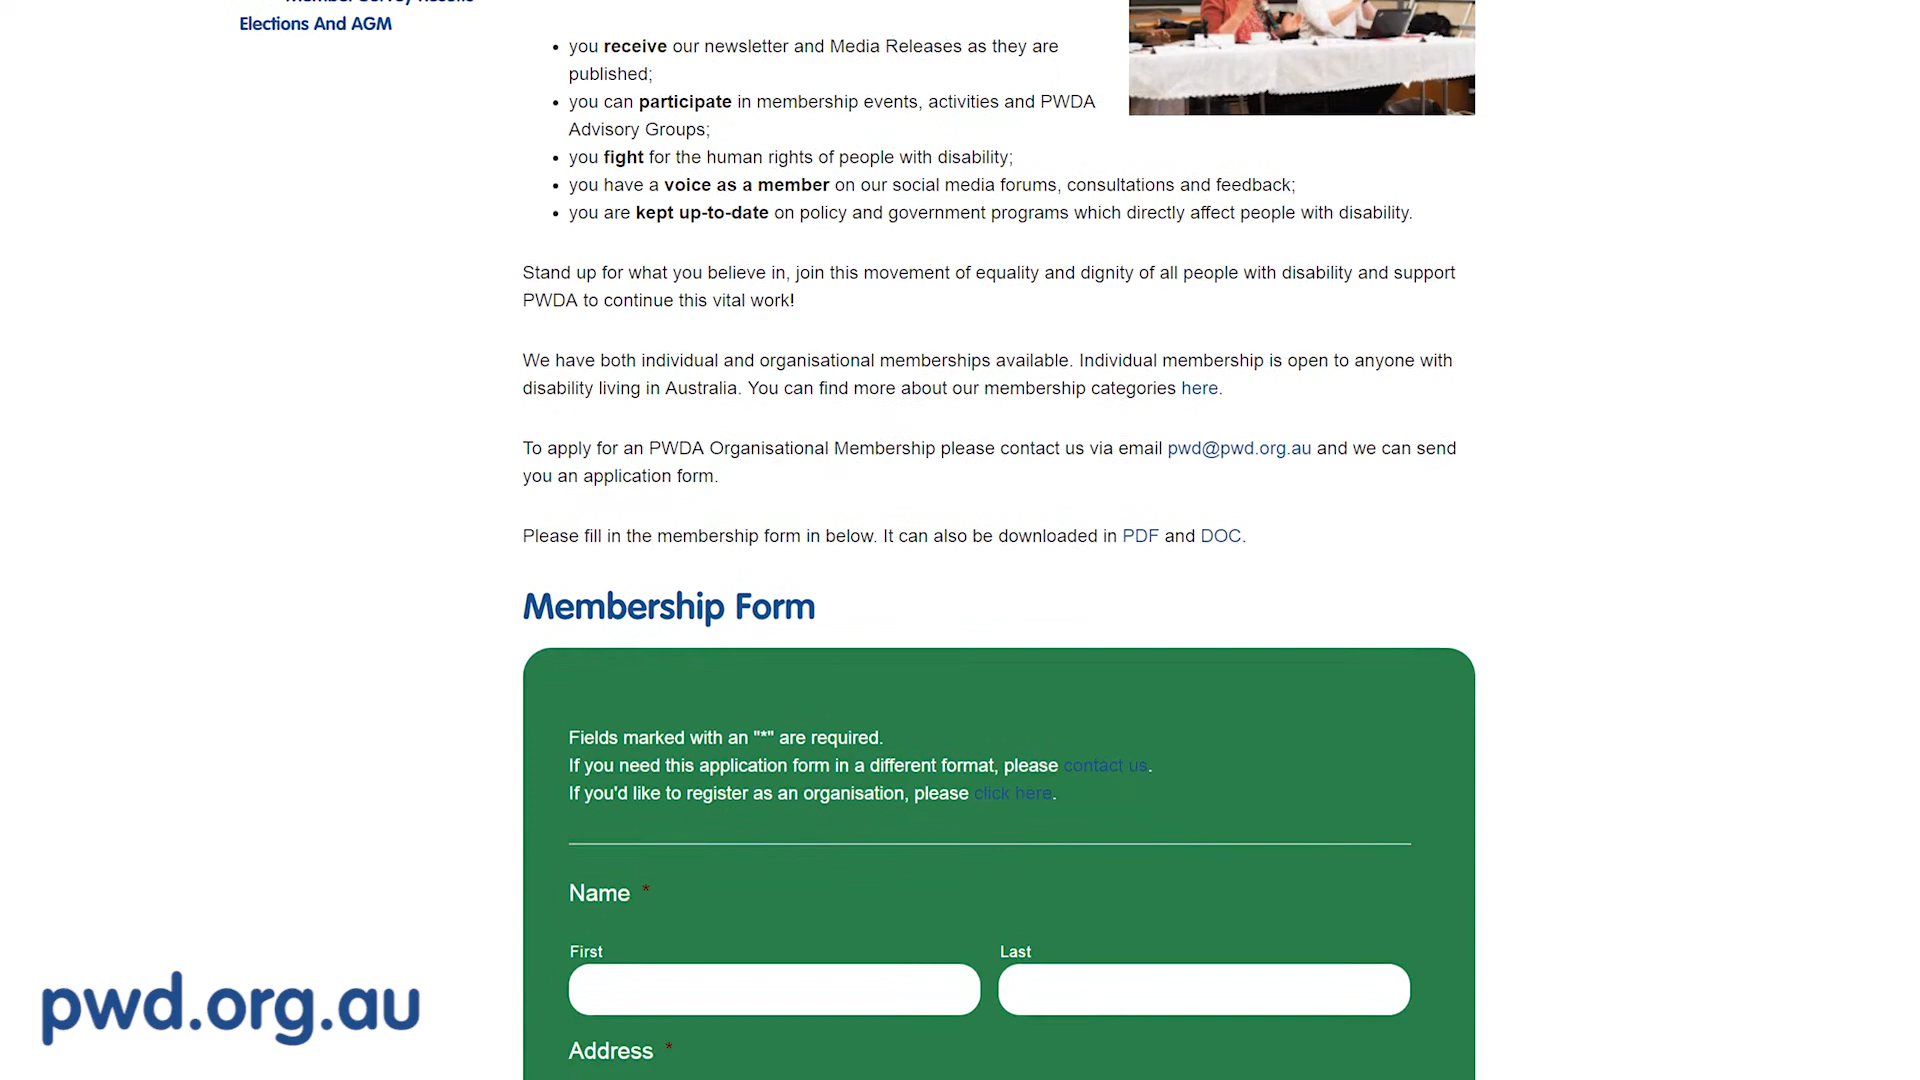 Elections And AGM
• you receive our newsletter and Media Releases as they are
published;
• you can participate in membership events, activities and PWDA
Advisory Groups;
• you fight for the human rights of people with disability;
• you have a voice as a member on our social media forums, consultations and feedback;
• you are kept up-to-date on policy and government programs which directly affect people with disability.
Stand up for what you believe in, join this movement of equality and dignity of all people with disability and support
PWDA to continue this vital work!
We have both individual and organisational memberships available. Individual membership is open to anyone with
disability living in Australia. You can find more about our membership categories here.
To apply for an PWDA Organisational Membership please contact us via email pwd@pwd.org.au and we can send
you an application form.
Please fill in the membership form in below. It can also be downloaded in PDF and DOC.
Membership Form
Fields marked with an "*" are required.
If you need this application form in a different format, please contact us.
If you'd like to register as an organisation, please click here.
Name *
First Last
Address *
pwd.org.au